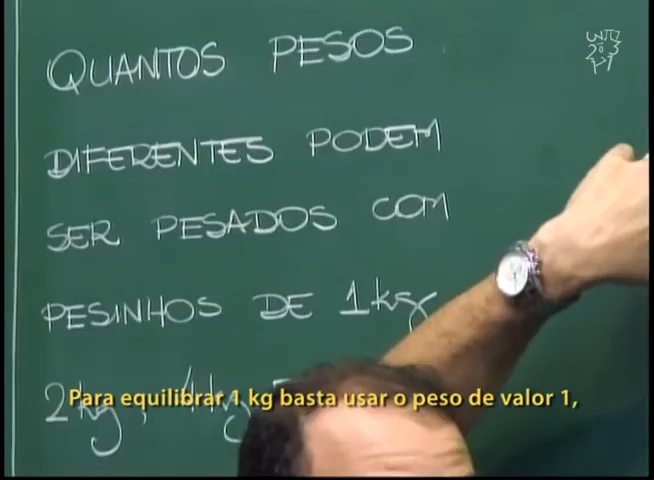 QUANTOS PESOS
DIFERENTES PODEM
SER PESADOS COM
PESINHOS DE 1kg
2kg, 4kg
Para equilibrar 1 kg basta usar o peso de valor 1,